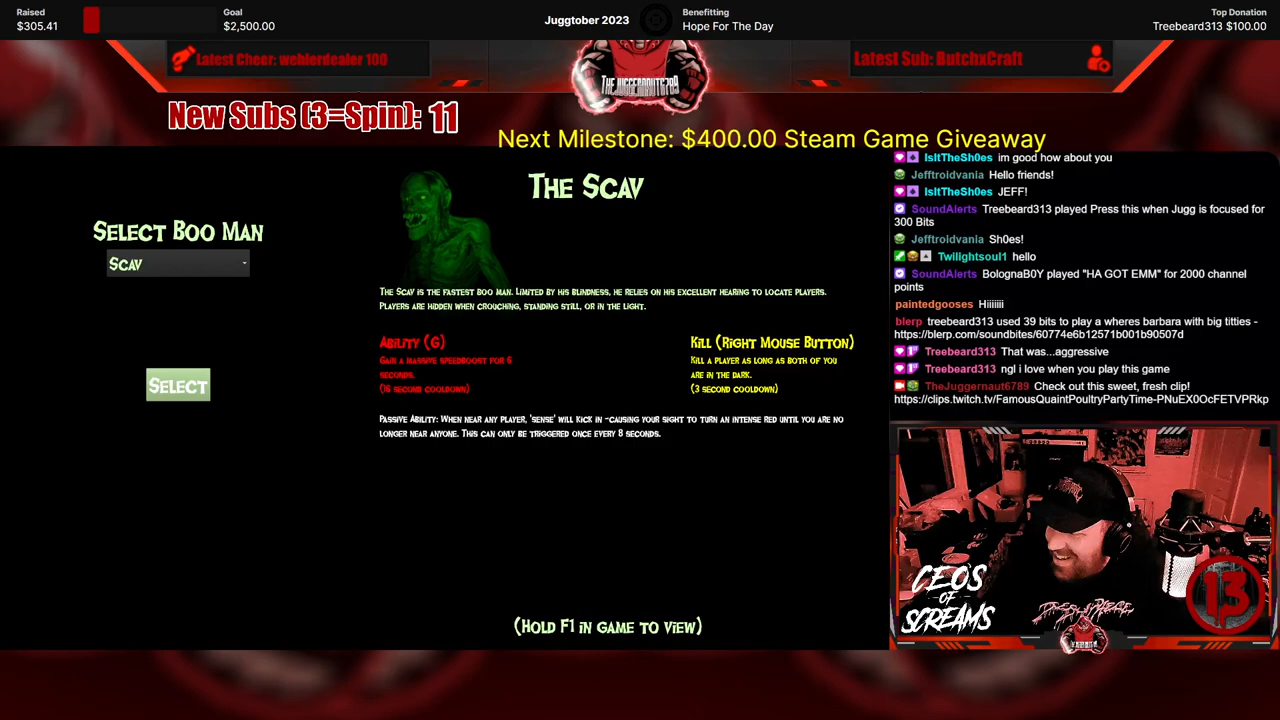 Raised
$305.41
Goal
$2,500.00
Juggtober 2023
Benefitting
Hope For The Day
Top Donation
Treebeard313 $100.00
Latest Cheer: wehlerdealer 100
THEJUGGERNAUT6789
Latest Sub: ButchxCraft
New Subs (3=Spin): 11
Next Milestone: $400.00 Steam Game Giveaway
The Scav
Select Boo Man
Scav
Select
The Scav is the fastest Boo Man. Limited by his blindness, he relies on his excellent hearing to locate players.
Players are hidden when crouching, standing still, or in the light.
Ability (G)
Gain a massive speedboost for 6
seconds.
(16 second cooldown)
Kill (Right Mouse Button)
Kill a player as long as both of you
are in the dark.
(3 second cooldown)
Passive Ability: When near any player, 'sense' will kick in -causing your sight to turn an intense red until you are no
longer near anyone. This can only be triggered once every 8 seconds.
(Hold F1 in game to view)
IsItTheSh0es im good how about you
Jefftroidvania Hello friends!
IsItTheSh0es JEFF!
SoundAlerts Treebeard313 played Press this when Jugg is focused for
300 Bits
Jefftroidvania Sh0es!
Twilightsoul1 hello
SoundAlerts BolognaB0Y played "HA GOT EMM" for 2000 channel
points
paintedgooses Hiiiiiii
blerp treebeard313 used 39 bits to play a wheres barbara with big titties -
https://blerp.com/soundbites/60774e6b12571b001b90507d
Treebeard313 That was...aggressive
Treebeard313 ngl i love when you play this game
TheJuggernaut6789 Check out this sweet, fresh clip!
https://clips.twitch.tv/FamousQuaintPoultryPartyTime-PNuEX0OcFETVPRkp
CEOS
OF
SCREAMS
13